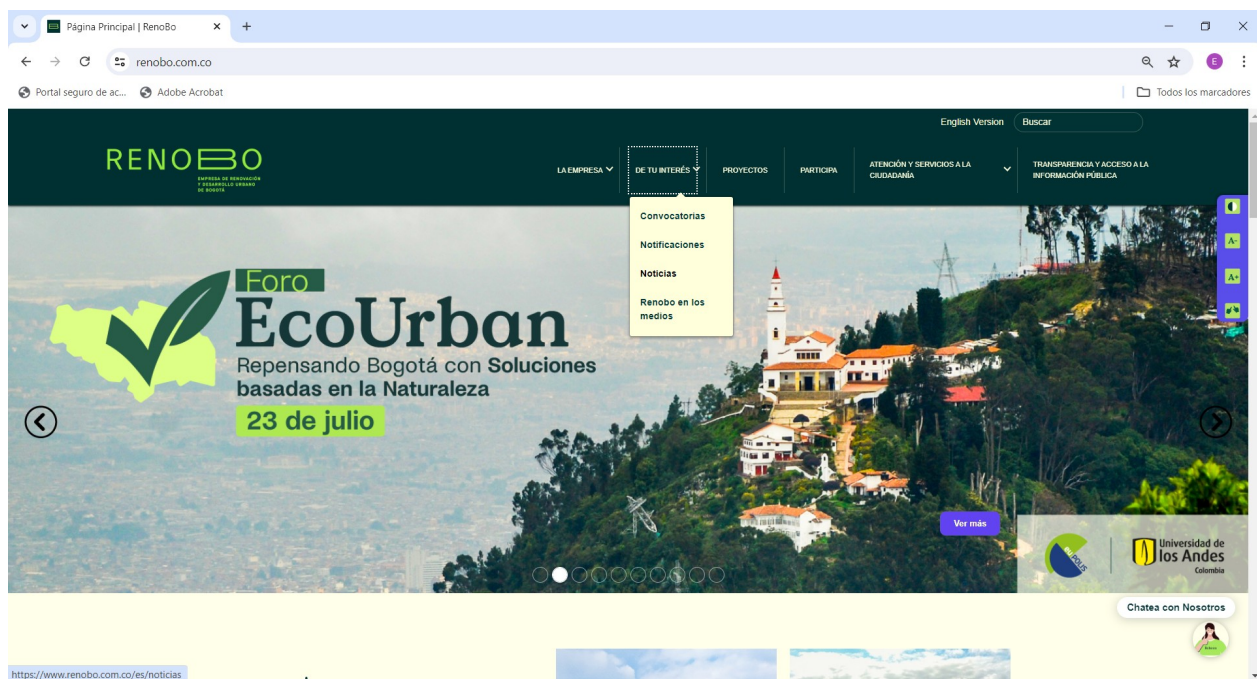 Página Principal | RenoBo
renobo.com.co
E
Portal seguro de ac...
Adobe Acrobat
Todos los marcadores
English Version
Buscar
RENOBO
EMPRESA DE RENOVACIÓN
Y DESARROLLO URBANO
DE BOGOTÁ
LA EMPRESA
DE TU INTERÉS
PROYECTOS
PARTICIPA
ATENCIÓN Y SERVICIOS A LA
CIUDADANÍA
TRANSPARENCIA Y ACCESO A LA
INFORMACIÓN PÚBLICA
Convocatorias
Notificaciones
Noticias
Renobo en los
medios
A-
A+
Foro
EcoUrban
Repensando Bogotá con Soluciones
basadas en la Naturaleza
23 de julio
Ver más
Universidad de
los Andes
Colombia
Chatea con Nosotros
https://www.renobo.com.co/es/noticias